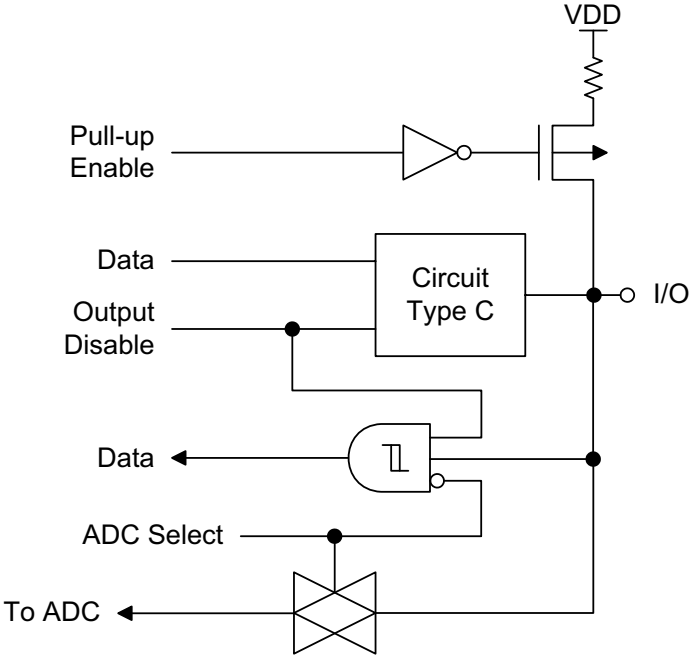 VDD
Pull-up
Enable
Data
Circuit
Type C
I/O
Output
Disable
Data
ADC Select
To ADC